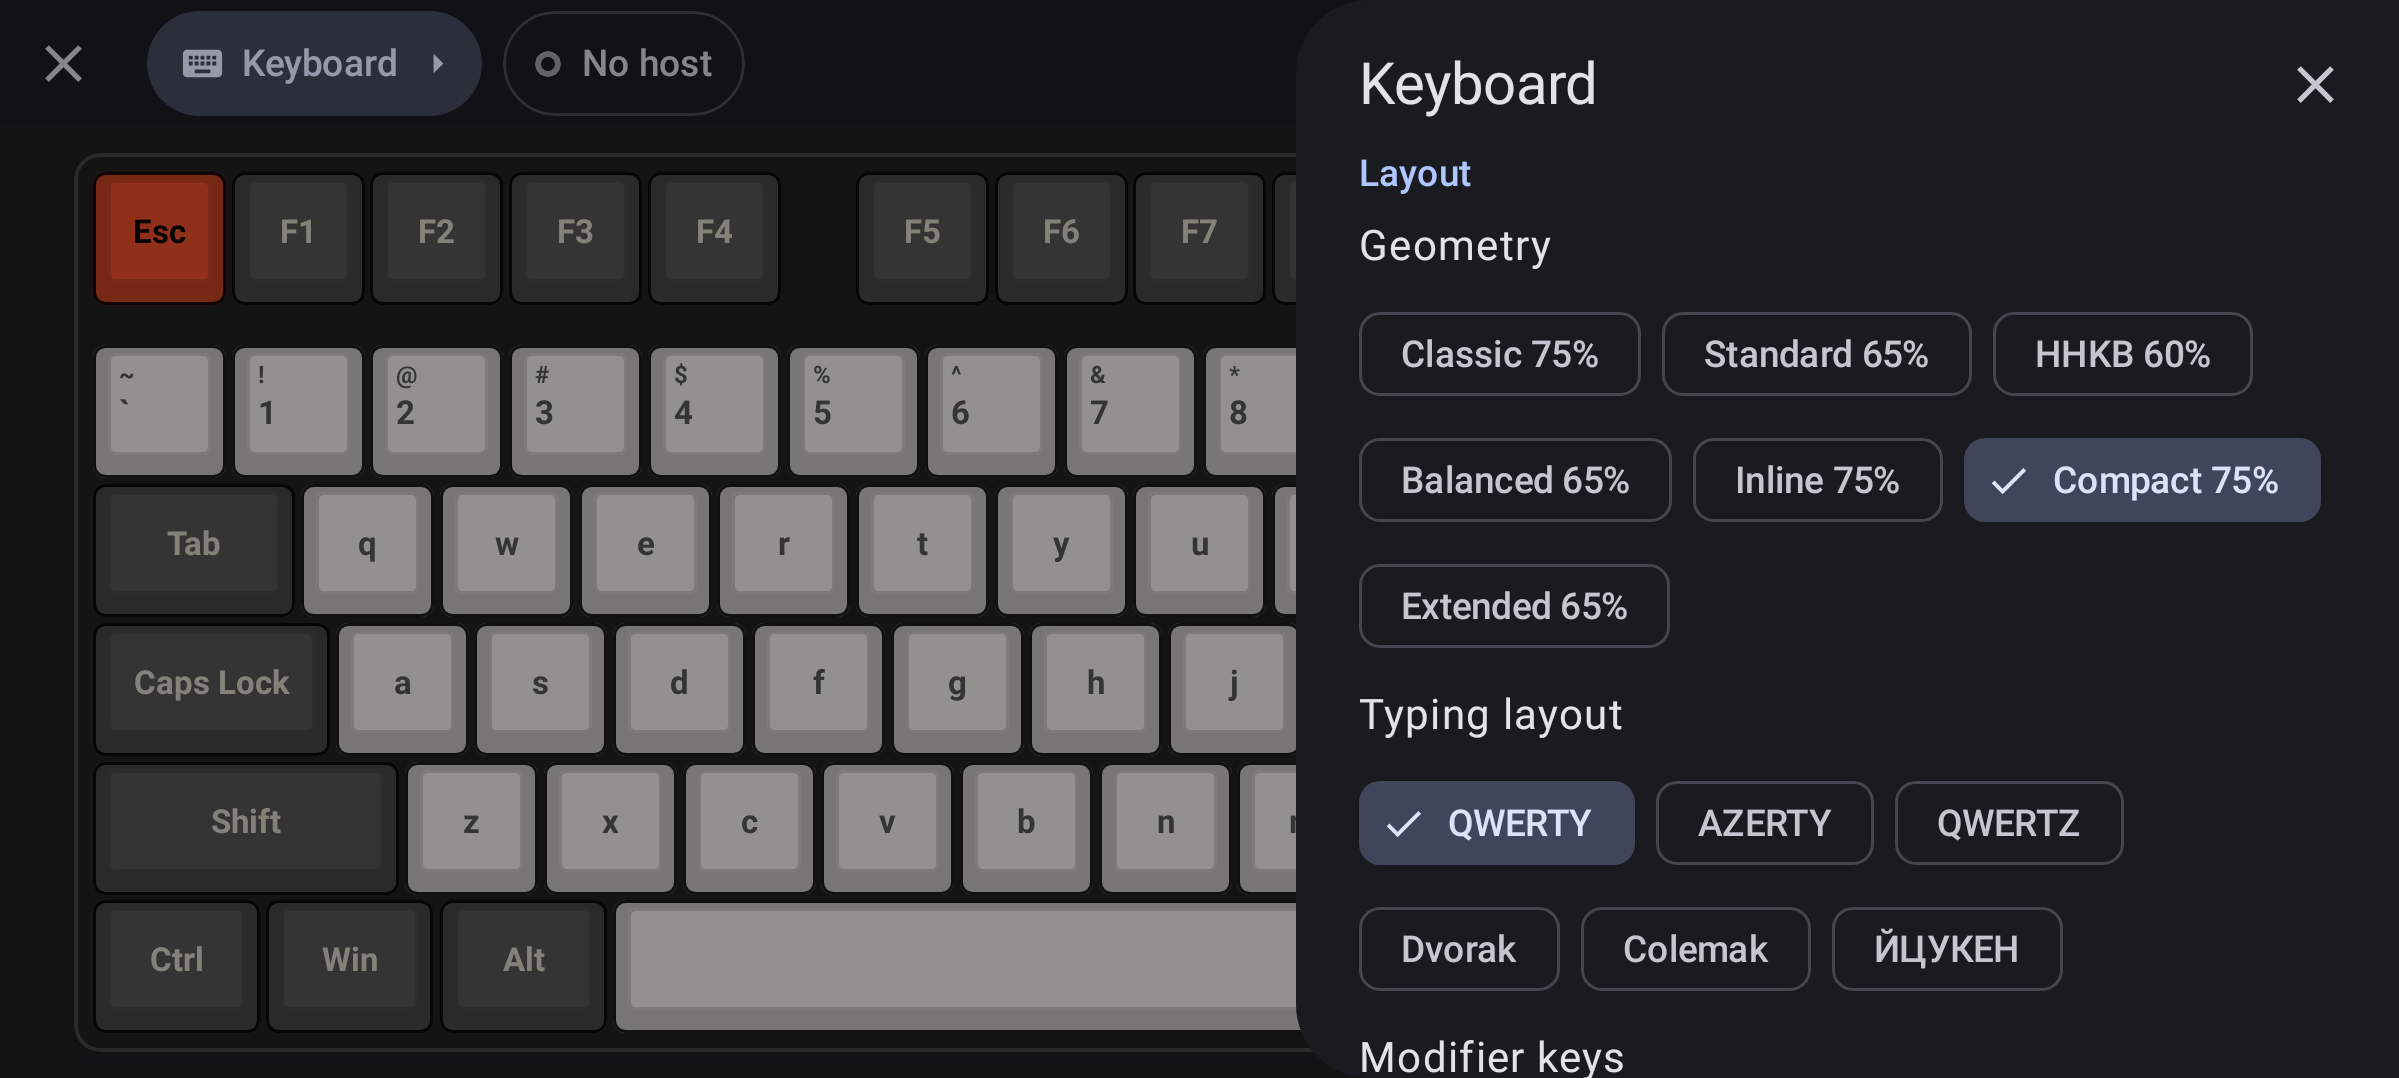 Keyboard
No host
Esc F1 F2 F3 F4 F5 F6 F7
~ ! @ # $ % ^ & *
` 1 2 3 4 5 6 7 8
Tab q w e r t y u
Caps Lock a s d f g h j
Shift z x c v b n
Ctrl Win Alt
Keyboard
Layout
Geometry
Classic 75% Standard 65% HHKB 60%
Balanced 65% Inline 75% Compact 75%
Extended 65%
Typing layout
QWERTY AZERTY QWERTZ
Dvorak Colemak ЙЦУКЕН
Modifier keys